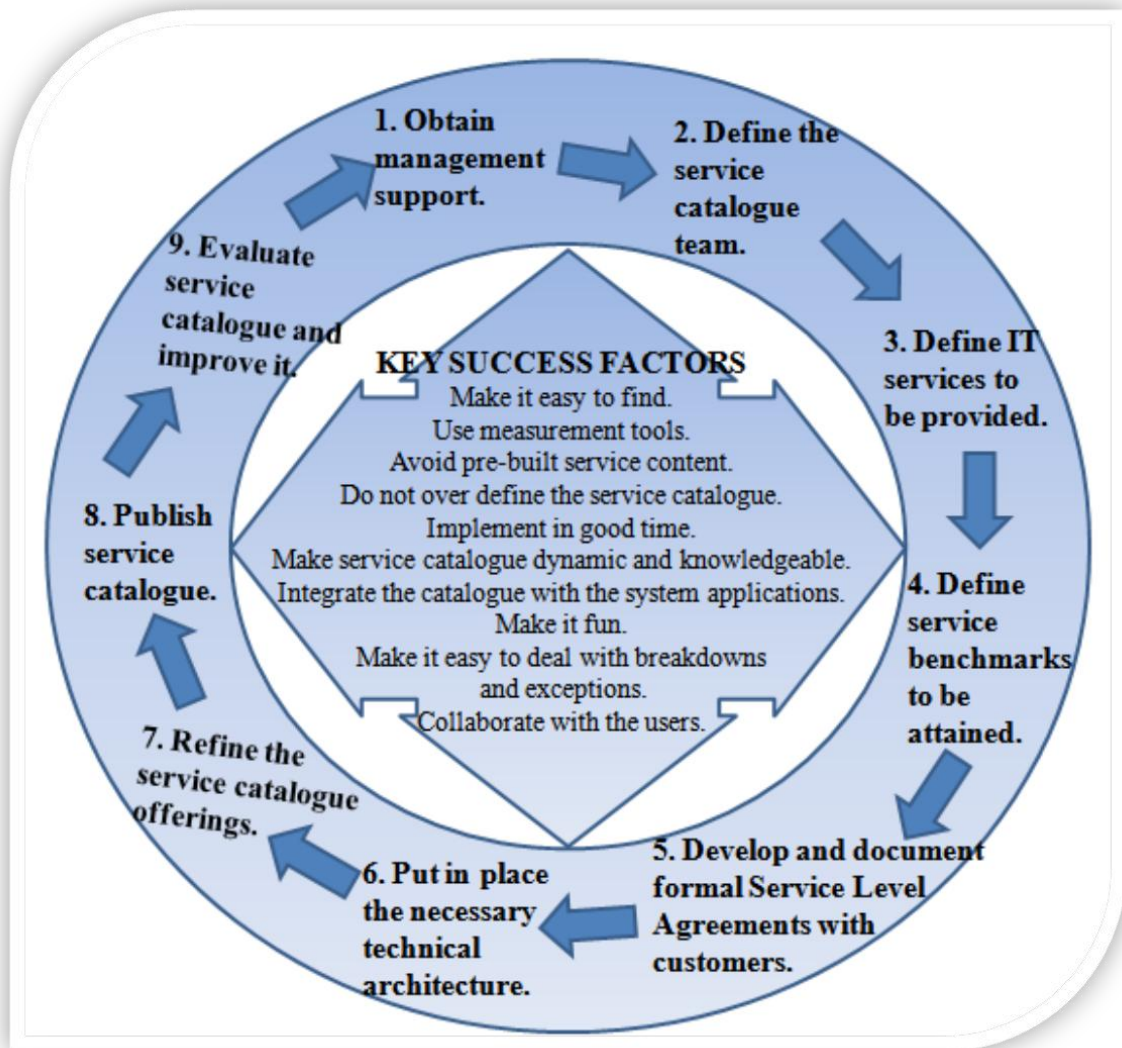 1. Obtain
management
support.
2. Define the
service
catalogue
team.
3. Define IT
services to
be provided.
4. Define
service
benchmarks
to be
attained.
5. Develop and document
formal Service Level
Agreements with
customers.
6. Put in place
the necessary
technical
architecture.
7. Refine the
service catalogue
offerings.
8. Publish
service
catalogue.
9. Evaluate
service
catalogue and
improve it.
KEY SUCCESS FACTORS
Make it easy to find.
Use measurement tools.
Avoid pre-built service content.
Do not over define the service catalogue.
Implement in good time.
Make service catalogue dynamic and knowledgeable.
Integrate the catalogue with the system applications.
Make it fun.
Make it easy to deal with breakdowns
and exceptions.
Collaborate with the users.